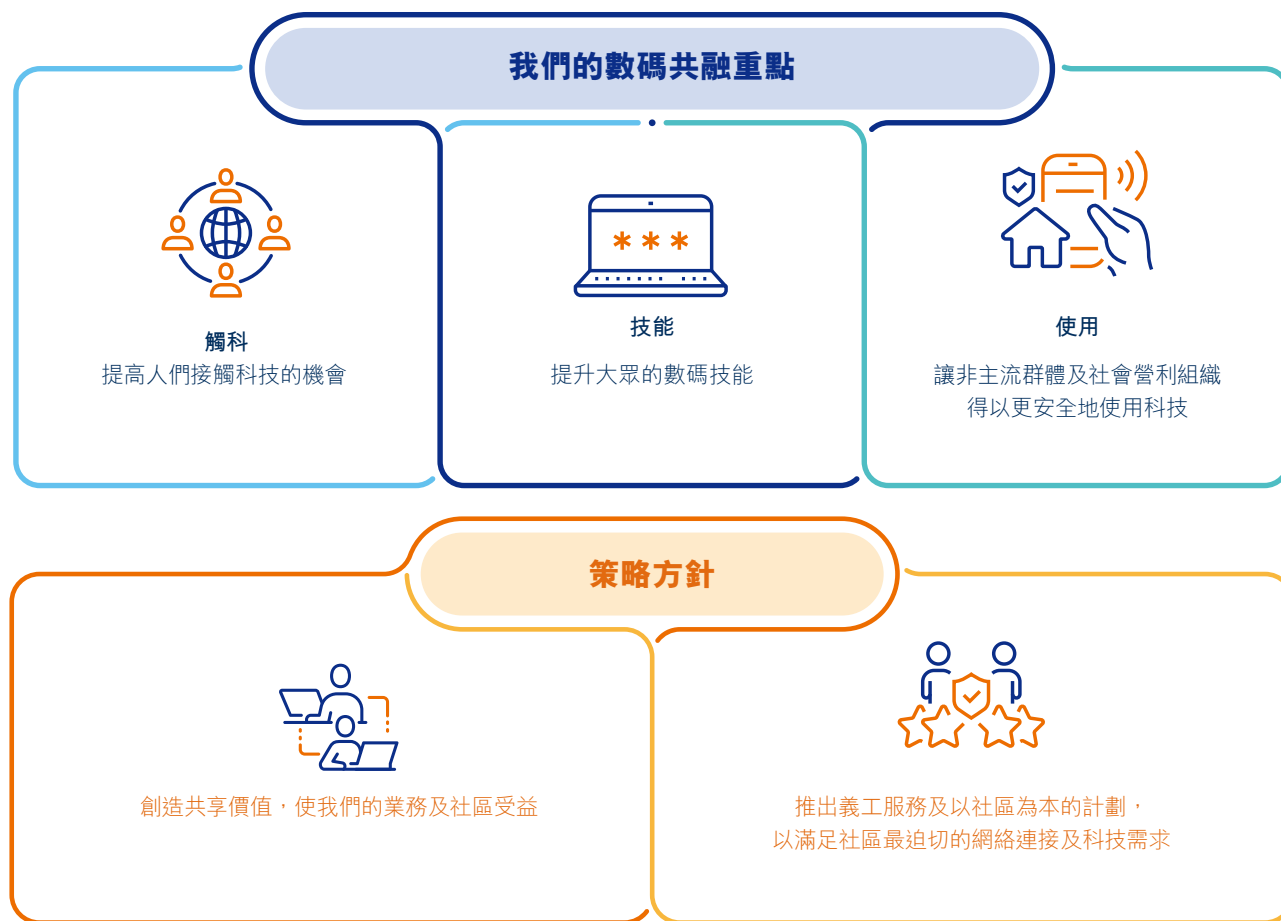 我們的數碼共融重點
觸科
提高人們接觸科技的機會
技能
提升大眾的數碼技能
使用
讓非主流群體及社會營利組織
得以更安全地使用科技
策略方針
創造共享價值，使我們的業務及社區受益
推出義工服務及以社區為本的計劃，
以滿足社區最迫切的網絡連接及科技需求